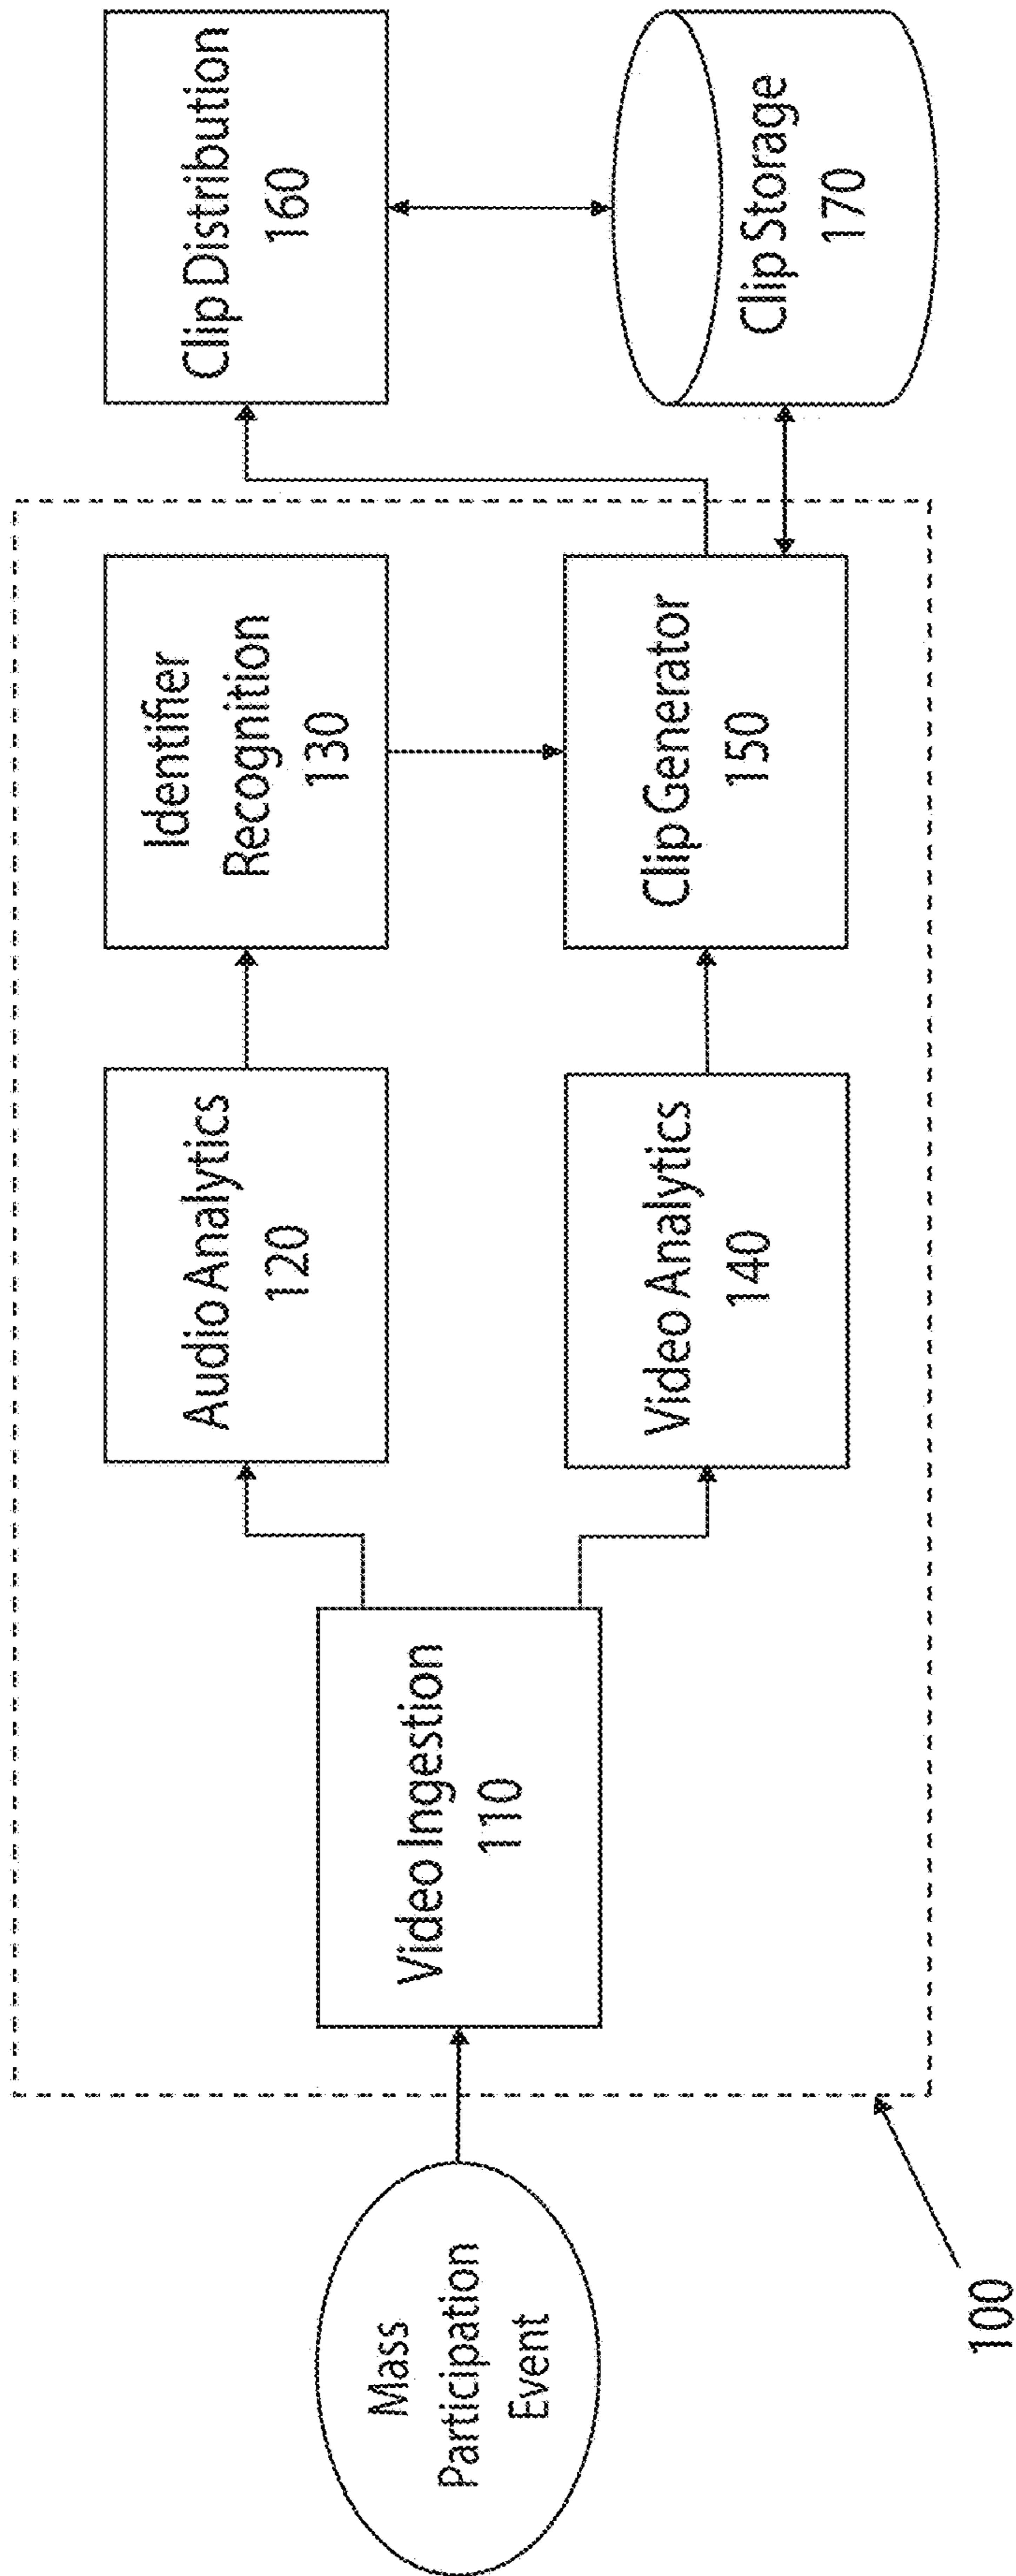 Mass
Participation
Event
Video Ingestion
110
Audio Analytics
120
Identifier
Recognition
130
Clip Distribution
160
Video Analytics
140
Clip Generator
150
Clip Storage
170
100